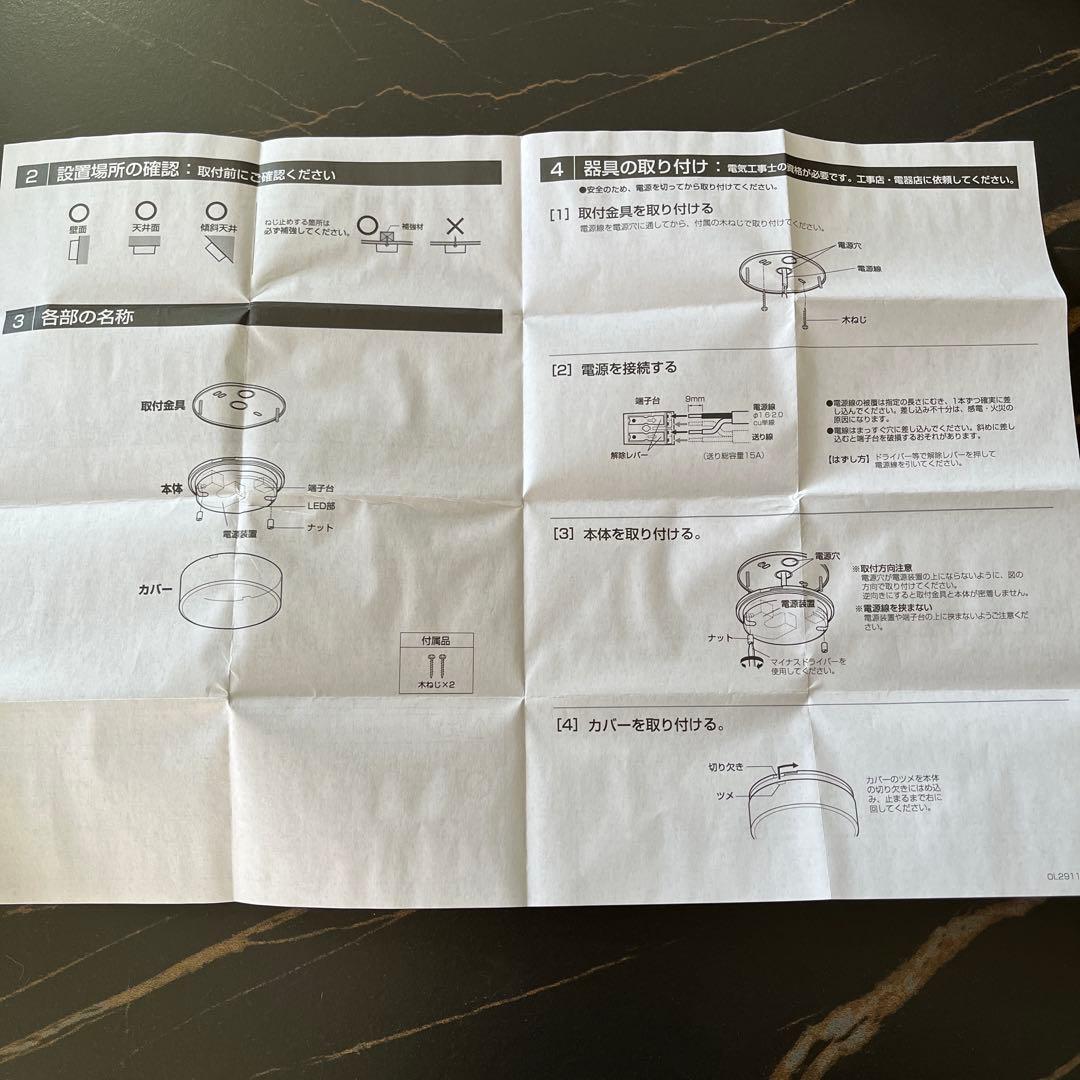 2 設置場所の確認：取付前にご確認ください
壁面
天井面
傾斜天井
ねじ止めする箇所は
必ず補強してください。
補強材
3 各部の名称
取付金具
本体
端子台
LED部
ナット
電源装置
カバー
付属品
木ねじ×2
4 器具の取り付け：電気工事士の資格が必要です。工事店・電器店に依頼してください。
●安全のため、電源を切ってから取り付けてください。
[1] 取付金具を取り付ける
電源線を電源穴に通してから、付属の木ねじで取り付けてください。
電源穴
電源線
木ねじ
[2] 電源を接続する
端子台
9mm
電源線
φ1.6 2.0
cu単線
送り線
解除レバー
(送り総容量15A)
●電源線の被覆は指定の長さにむき、1本ずつ確実に差
し込んでください。差し込み不十分は、感電・火災の
原因になります。
●電線はまっすぐ穴に差し込んでください。斜めに差し
込むと端子台を破損するおそれがあります。
【はずし方】ドライバー等で解除レバーを押して
電源線を引いてください。
[3] 本体を取り付ける。
電源穴
電源装置
ナット
マイナスドライバーを
使用してください。
※取付方向注意
電源穴が電源装置の上にならないように、図の
方向で取り付けてください。
逆向きにすると取付金具と本体が密着しません。
※電源線を挟まない
電源装置や端子台の上に挟まないようご注意くだ
さい。
[4] カバーを取り付ける。
切り欠き
ツメ
カバーのツメを本体
の切り欠きにはめ込
み、止まるまで右に
回してください。
OL2911